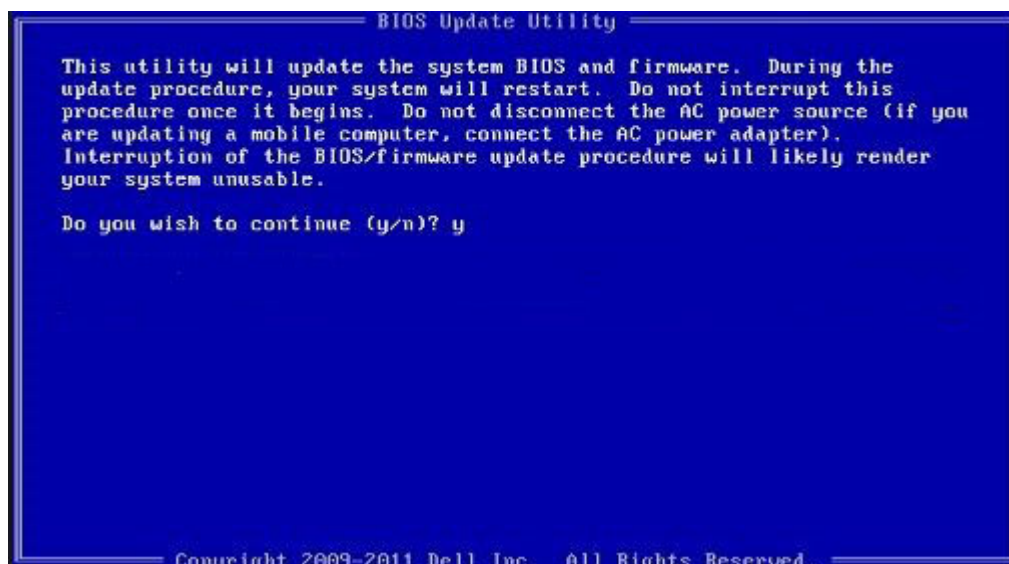 BIOS Update Utility
This utility will update the system BIOS and firmware. During the
update procedure, your system will restart. Do not interrupt this
procedure once it begins. Do not disconnect the AC power source (if you
are updating a mobile computer, connect the AC power adapter).
Interruption of the BIOS/firmware update procedure will likely render
your system unusable.
Do you wish to continue (y/n)? y
Copyright 2009-2011 Dell Inc. All Rights Reserved.